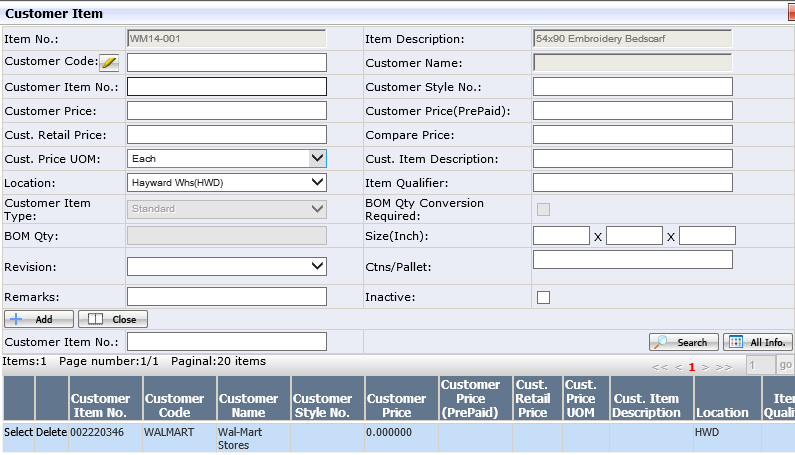 Customer Item
Item No.: WM14-001 Item Description: 54x90 Embroidery Bedscarf
Customer Code: Customer Name:
Customer Item No.: Customer Style No.:
Customer Price: Customer Price(PrePaid):
Cust. Retail Price: Compare Price:
Cust. Price UOM: Each Cust. Item Description:
Location: Hayward Whs(HWD) Item Qualifier:
Customer Item Type: Standard BOM Qty Conversion Required:
BOM Qty: Size(Inch): X X
Revision: Ctns/Pallet:
Remarks: Inactive:
Add Close
Customer Item No.: Search All Info.
Items:1 Page number:1/1 Paginal:20 items << < 1 > >> 1 go
Customer Item No. Customer Code Customer Name Customer Style No. Customer Price Customer Price (PrePaid) Cust. Retail Price Cust. Price UOM Cust. Item Description Location Item Quali
Select Delete 002220346 WALMART Wal-Mart Stores 0.000000 HWD